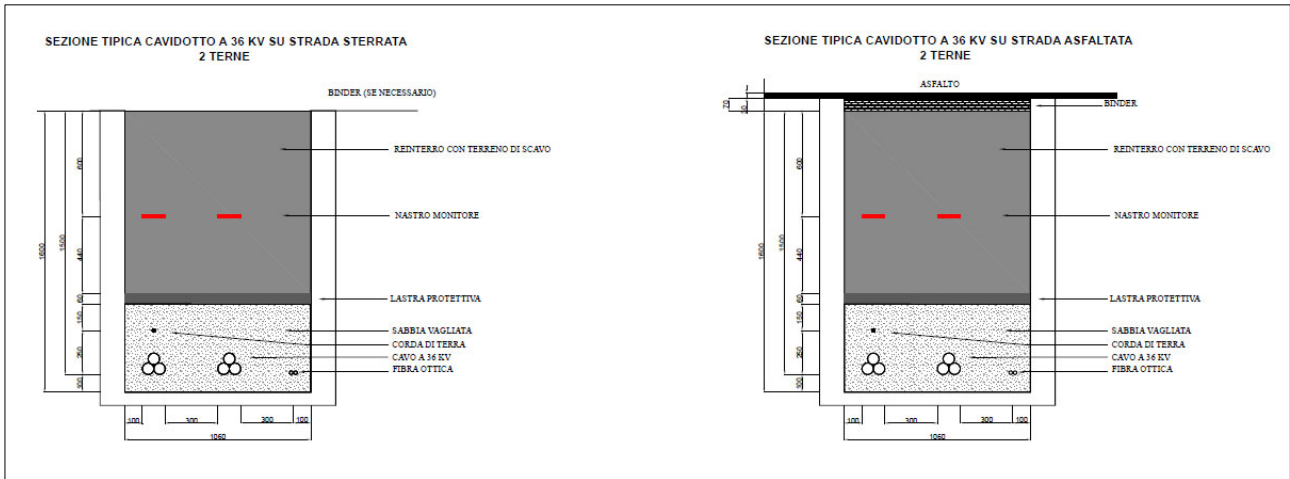 SEZIONE TIPICA CAVIDOTTO A 36 KV SU STRADA STERRATA
2 TERNE
BINDER (SE NECESSARIO)
REINTERRO CON TERRENO DI SCAVO
NASTRO MONITORE
LASTRA PROTETTIVA
SABBIA VAGLIATA
CORDA DI TERRA
CAVO A 36 KV
FIBRA OTTICA
1600
1500
600
440
60
150
250
100
100
300
300
100
1060
SEZIONE TIPICA CAVIDOTTO A 36 KV SU STRADA ASFALTATA
2 TERNE
ASFALTO
BINDER
REINTERRO CON TERRENO DI SCAVO
NASTRO MONITORE
LASTRA PROTETTIVA
SABBIA VAGLIATA
CORDA DI TERRA
CAVO A 36 KV
FIBRA OTTICA
70
1600
1500
600
440
60
150
250
100
100
300
300
100
1060